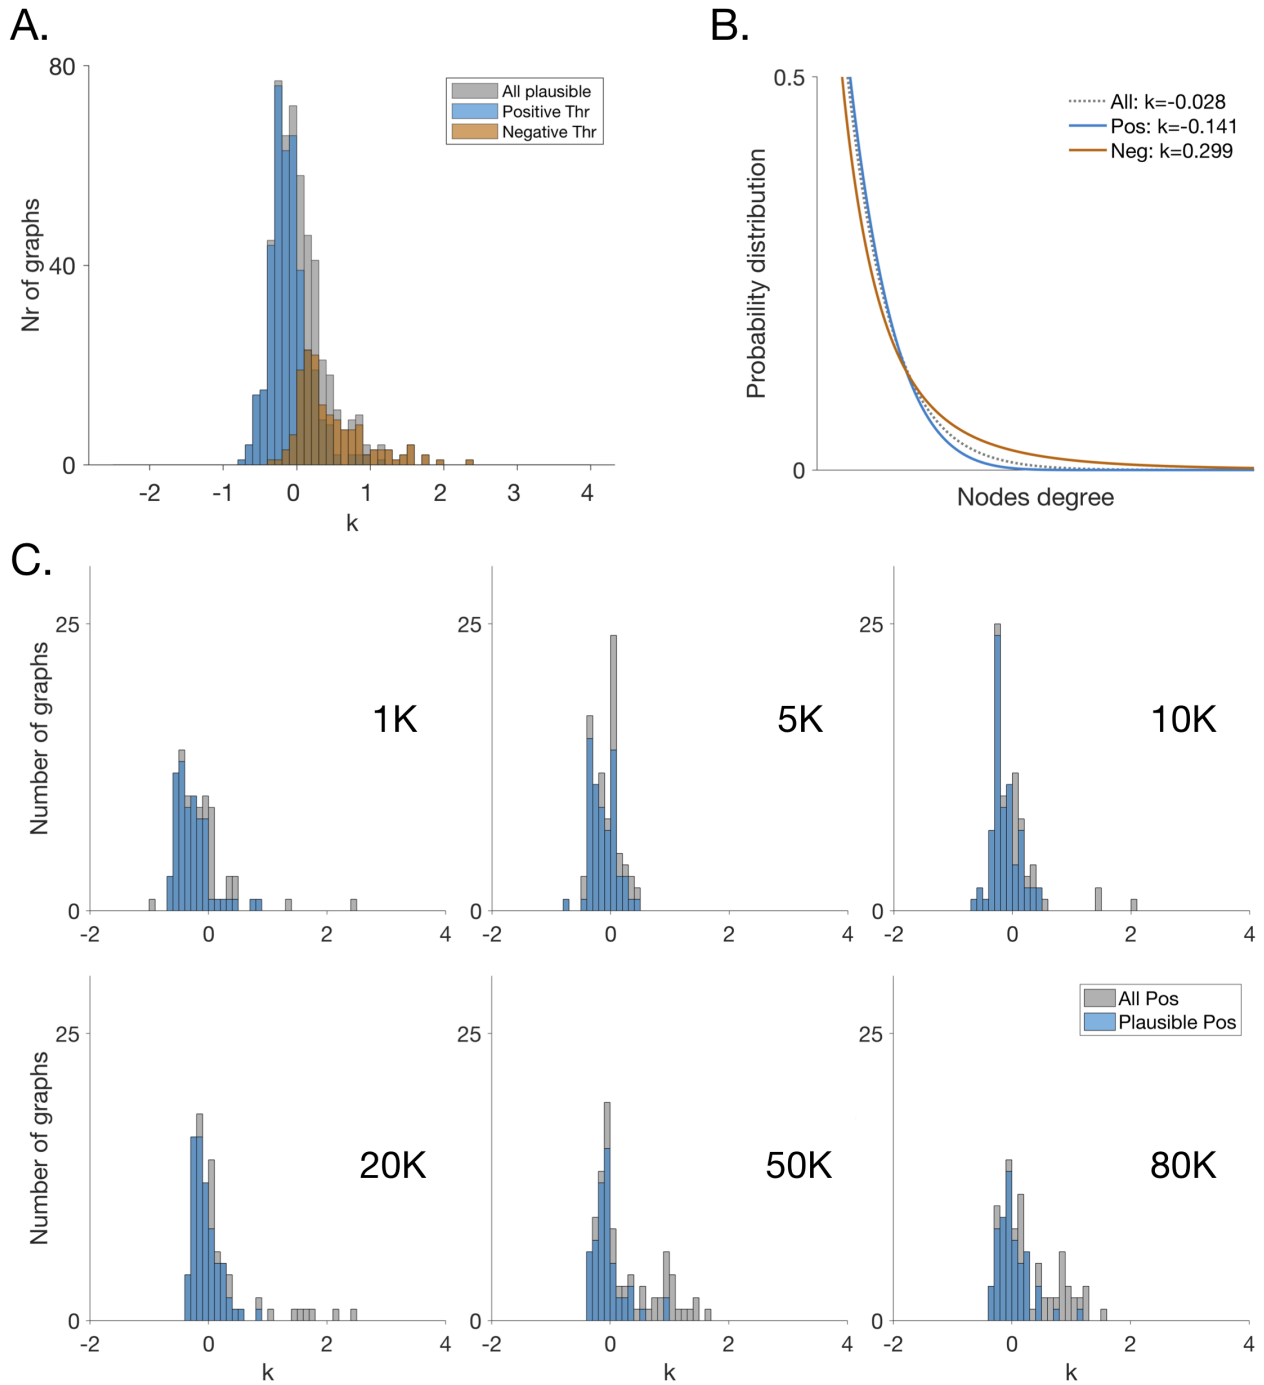 A.
80
40
0
Nr of graphs
-2 -1 0 1 2 3 4
k
All plausible
Positive Thr
Negative Thr
B.
0.5
0
Probability distribution
Nodes degree
All: k=-0.028
Pos: k=-0.141
Neg: k=0.299
C.
Number of graphs
25
0
-2 0 2 4
1K
25
0
-2 0 2 4
5K
25
0
-2 0 2 4
10K
Number of graphs
25
0
-2 0 2 4
k
20K
25
0
-2 0 2 4
k
50K
25
0
-2 0 2 4
k
80K
All Pos
Plausible Pos